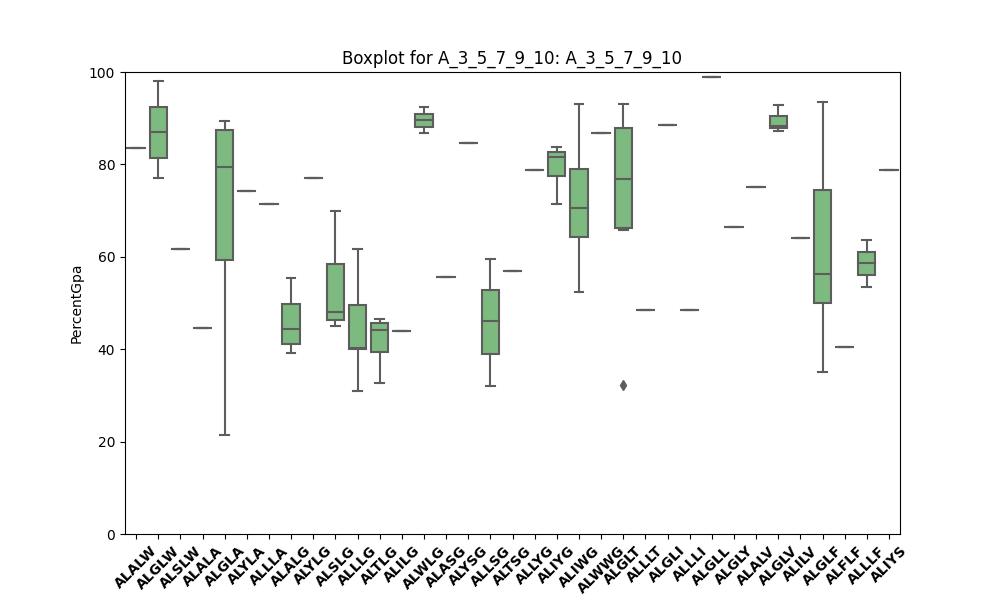 Boxplot for A_3_5_7_9_10: A_3_5_7_9_10
PercentGpa
100
80
60
40
20
0
ALALW ALGLW ALSLW ALALA ALGLA ALYLA ALLLA ALALG ALYLG ALSLG ALLLG ALTLG ALILG ALWLG ALASG ALYSG ALLSG ALTSG ALLYG ALIYG ALIWG ALWWG ALGLT ALLLT ALGLI ALLLI ALGLL ALGLY ALALV ALGLV ALILV ALGLF ALFLF ALLLF ALIYS